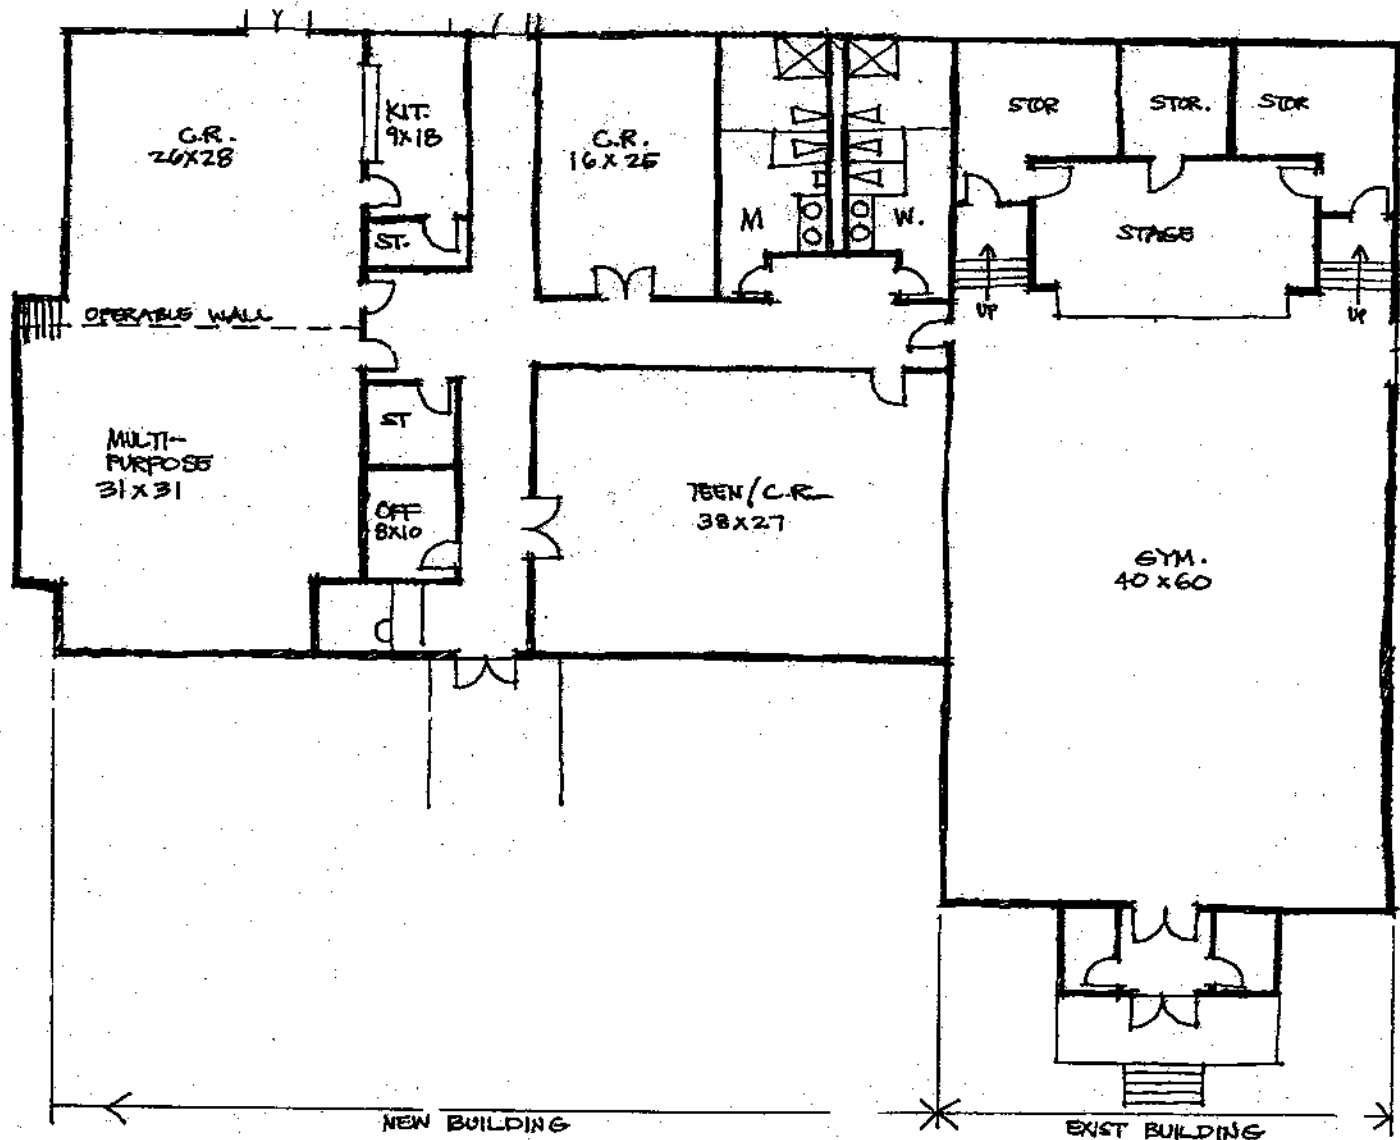 C.R.
26X28
KIT.
9X18
C.R.
16X25
STOR
STOR.
STOR
ST.
M
W.
STAGE
UP
UP
OPERABLE WALL
ST
MULTI-
PURPOSE
31X31
OFF
8X10
TEEN/C.R.
38X27
GYM.
40X60
NEW BUILDING
EXIST BUILDING